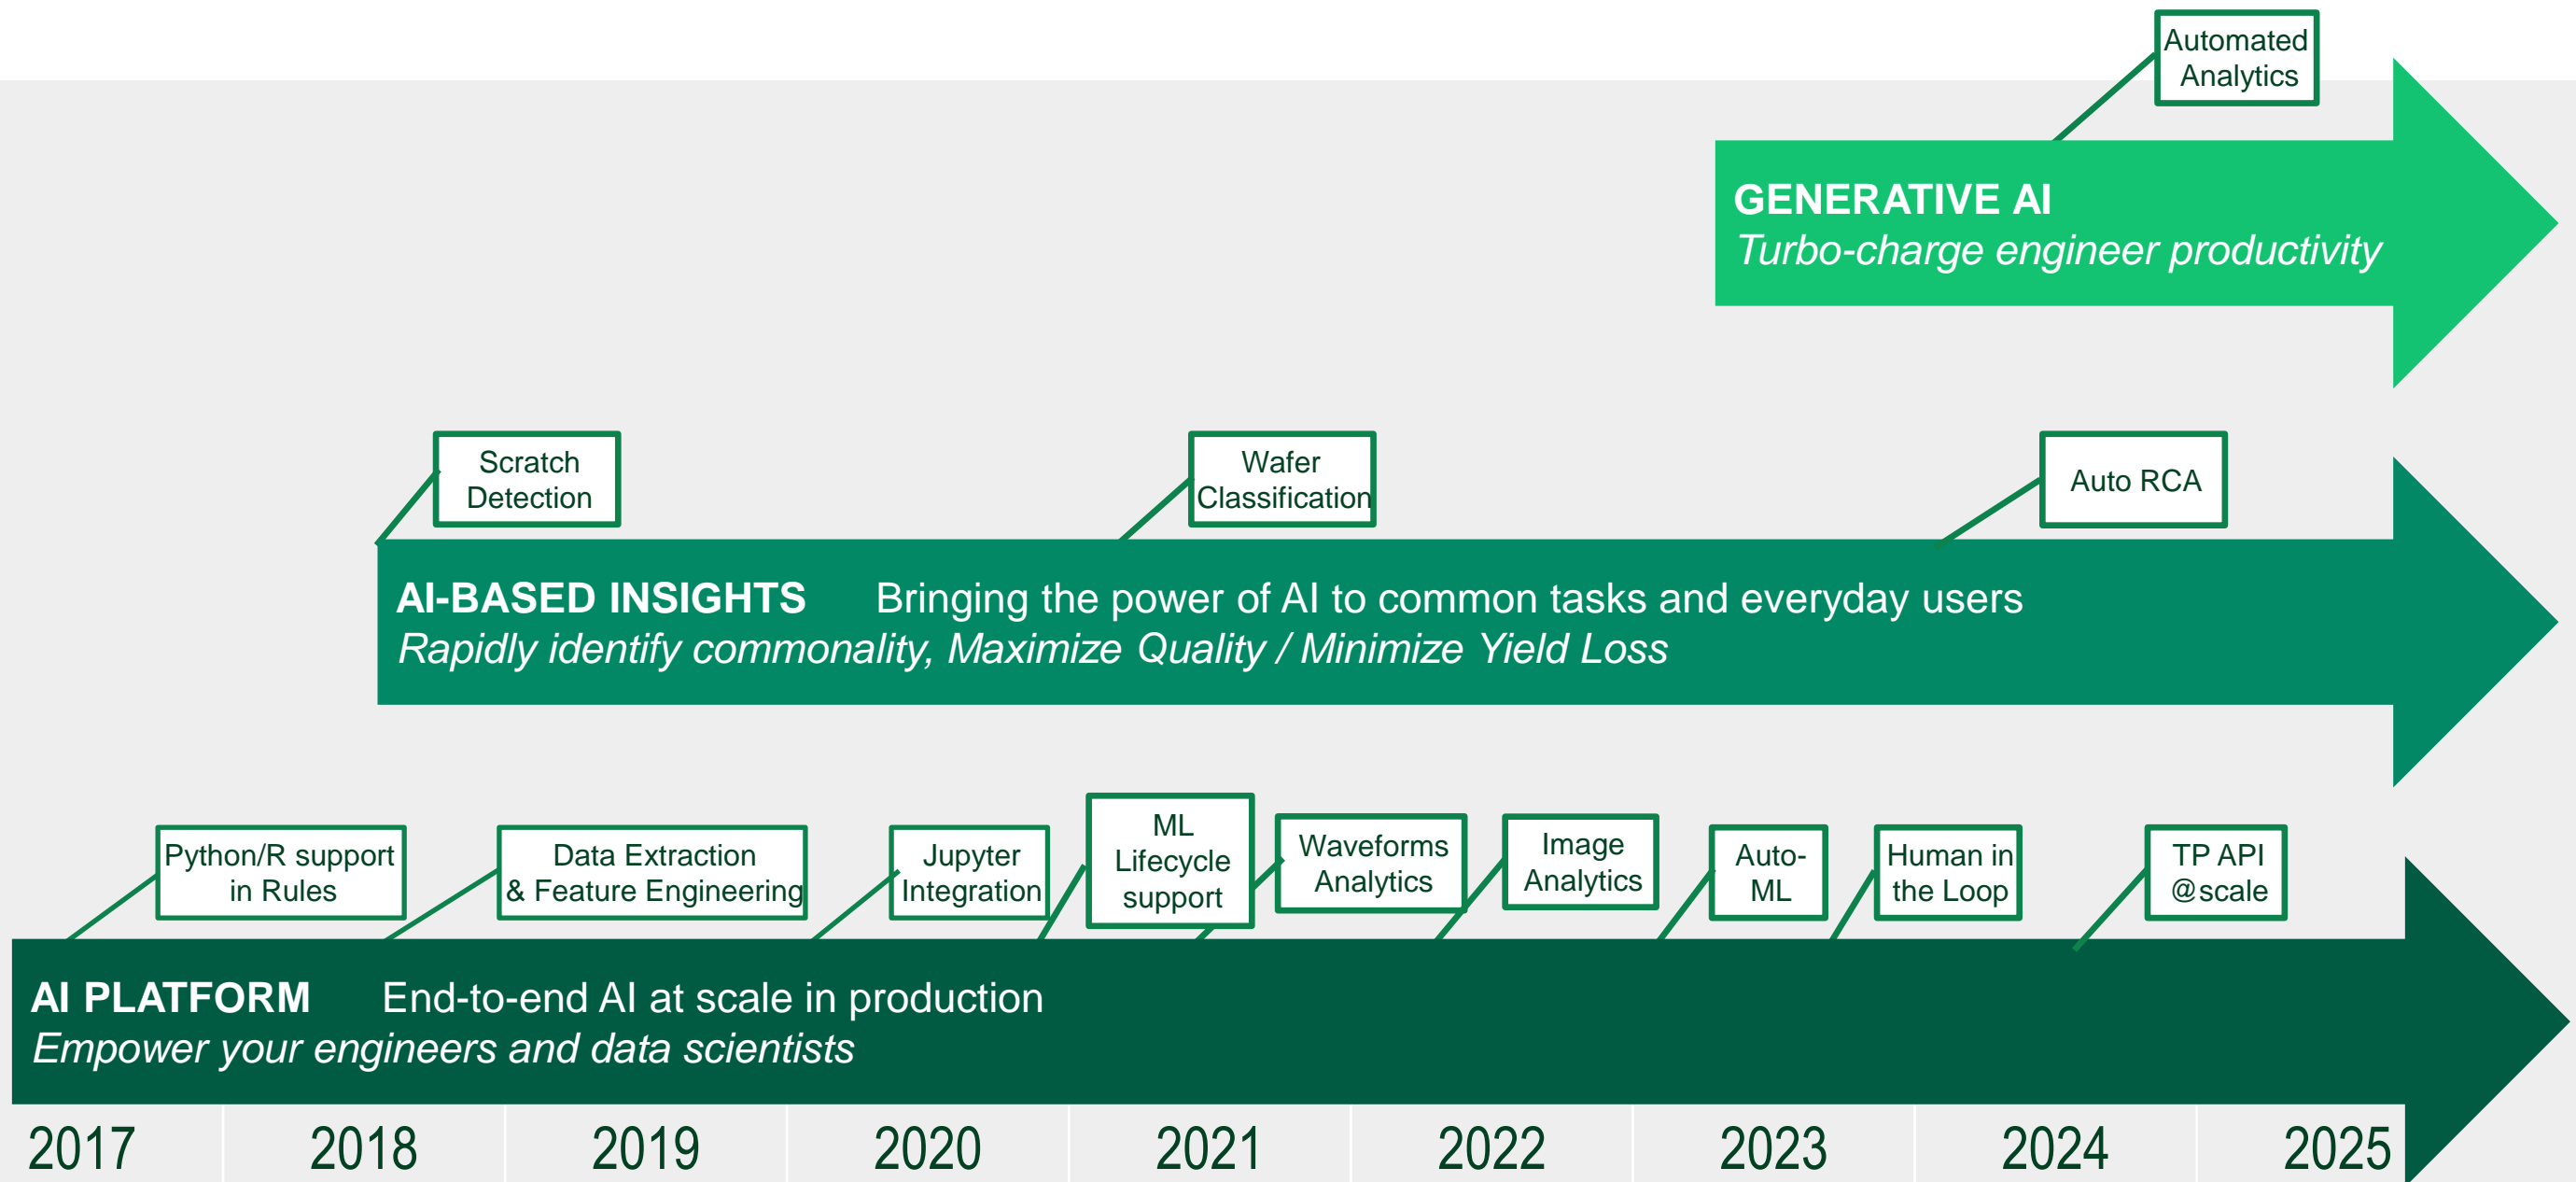 Automated
Analytics
GENERATIVE AI
Turbo-charge engineer productivity
Scratch
Detection
Wafer
Classification
Auto RCA
AI-BASED INSIGHTS Bringing the power of AI to common tasks and everyday users
Rapidly identify commonality, Maximize Quality / Minimize Yield Loss
Python/R support
in Rules
Data Extraction
& Feature Engineering
Jupyter
Integration
ML
Lifecycle
support
Waveforms
Analytics
Image
Analytics
Auto-
ML
Human in
the Loop
TP API
@scale
AI PLATFORM End-to-end AI at scale in production
Empower your engineers and data scientists
2017 2018 2019 2020 2021 2022 2023 2024 2025